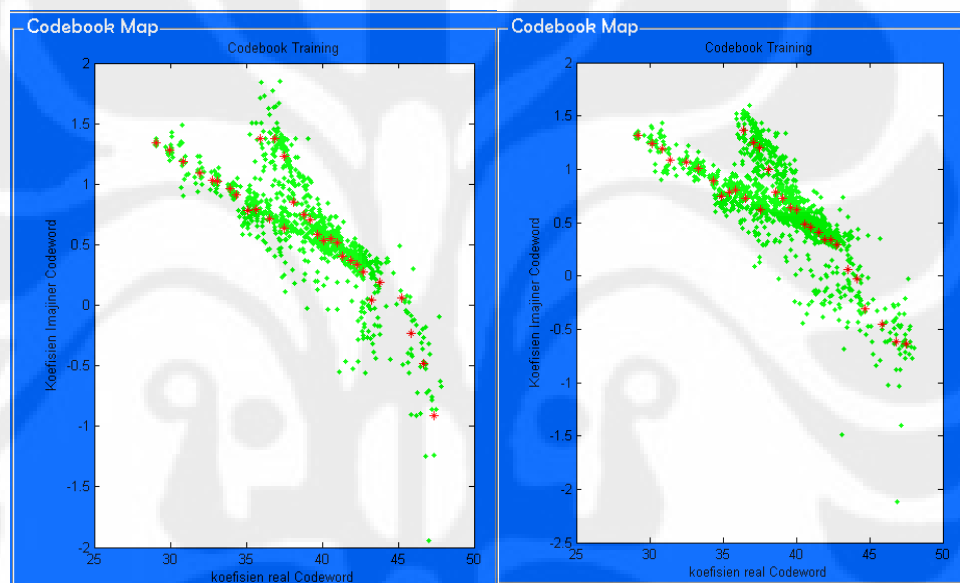 Codebook Map
Codebook Training
2
1.5
1
0.5
0
-0.5
-1
-1.5
-2
Koefisien Imajiner Codeword
25 30 35 40 45 50
koefisien real Codeword
Codebook Map
Codebook Training
2
1.5
1
0.5
0
-0.5
-1
-1.5
-2
-2.5
Koefisien Imajiner Codeword
25 30 35 40 45 50
koefisien real Codeword